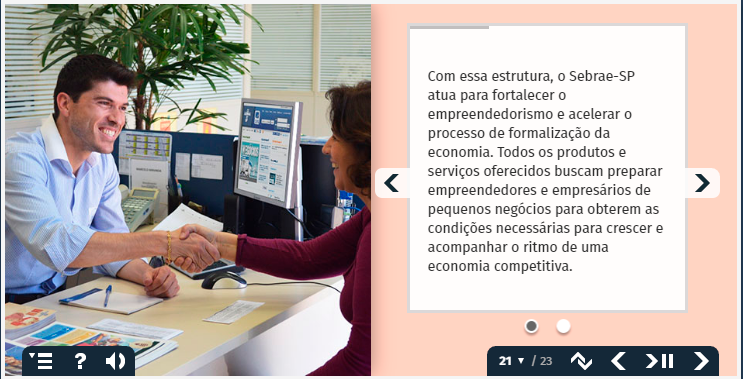 Com essa estrutura, o Sebrae-SP
atua para fortalecer o
empreendedorismo e acelerar o
processo de formalização da
economia. Todos os produtos e
serviços oferecidos buscam preparar
empreendedores e empresários de
pequenos negócios para obterem as
condições necessárias para crescer e
acompanhar o ritmo de uma
economia competitiva.
21 / 23